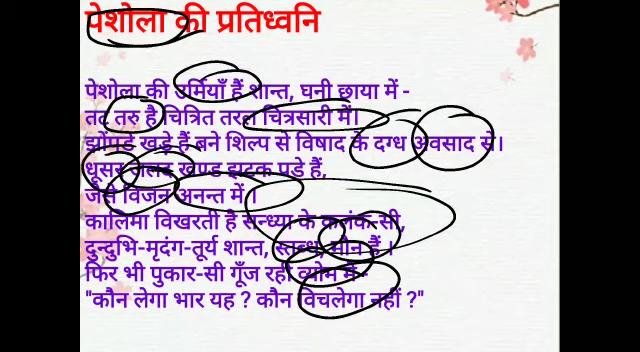 पेशोला की प्रतिध्वनि
पेशोला की उर्मियाँ हैं शान्त, घनी छाया में -
तट तरु है चित्रित तरल चित्रसारी में।
झोंपड़े खड़े हैं बने शिल्प से विषाद के दग्ध अवसाद से।
धूसर जलद खण्ड झटक पड़े हैं,
जैसे विजन अनन्त में।
कालिमा विखरती है सन्ध्या के कलंक-सी,
दुन्दुभि-मृदंग-तूर्य शान्त, स्तब्ध, मौन हैं।
फिर भी पुकार-सी गूँज रही व्योम में -
"कौन लेगा भार यह ? कौन विचलेगा नहीं ?"